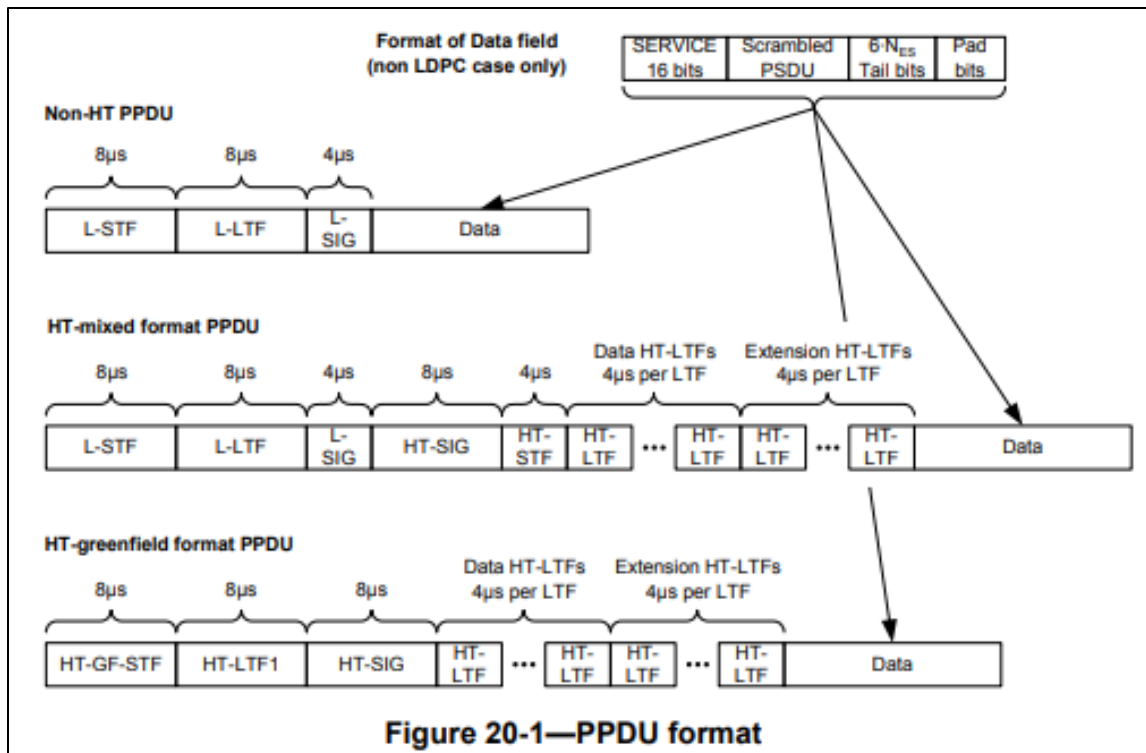 Format of Data field
(non LDPC case only)
SERVICE
16 bits
Scrambled
PSDU
6·N_ES
Tail bits
Pad
bits
Non-HT PPDU
8µs
8µs
4µs
L-STF
L-LTF
L-
SIG
Data
HT-mixed format PPDU
Data HT-LTFs
4µs per LTF
Extension HT-LTFs
4µs per LTF
8µs
8µs
4µs
8µs
4µs
L-STF
L-LTF
L-
SIG
HT-SIG
HT-
STF
HT-
LTF
•••
HT-
LTF
HT-
LTF
•••
HT-
LTF
Data
HT-greenfield format PPDU
Data HT-LTFs
4µs per LTF
Extension HT-LTFs
4µs per LTF
8µs
8µs
8µs
HT-GF-STF
HT-LTF1
HT-SIG
HT-
LTF
•••
HT-
LTF
HT-
LTF
•••
HT-
LTF
Data
Figure 20-1—PPDU format